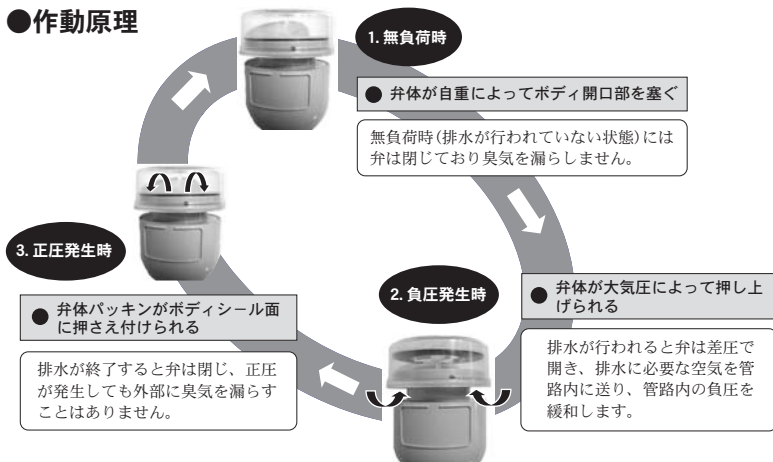 ●作動原理
1. 無負荷時
● 弁体が自重によってボディ開口部を塞ぐ
無負荷時(排水が行われていない状態)には
弁は閉じており臭気を漏らしません。
2. 負圧発生時
● 弁体が大気圧によって押し上
げられる
排水が行われると弁は差圧で
開き、排水に必要な空気を管
路内に送り、管路内の負圧を
緩和します。
3. 正圧発生時
● 弁体パッキンがボディシール面
に押さえ付けられる
排水が終了すると弁は閉じ、正圧
が発生しても外部に臭気を漏らす
ことはありません。